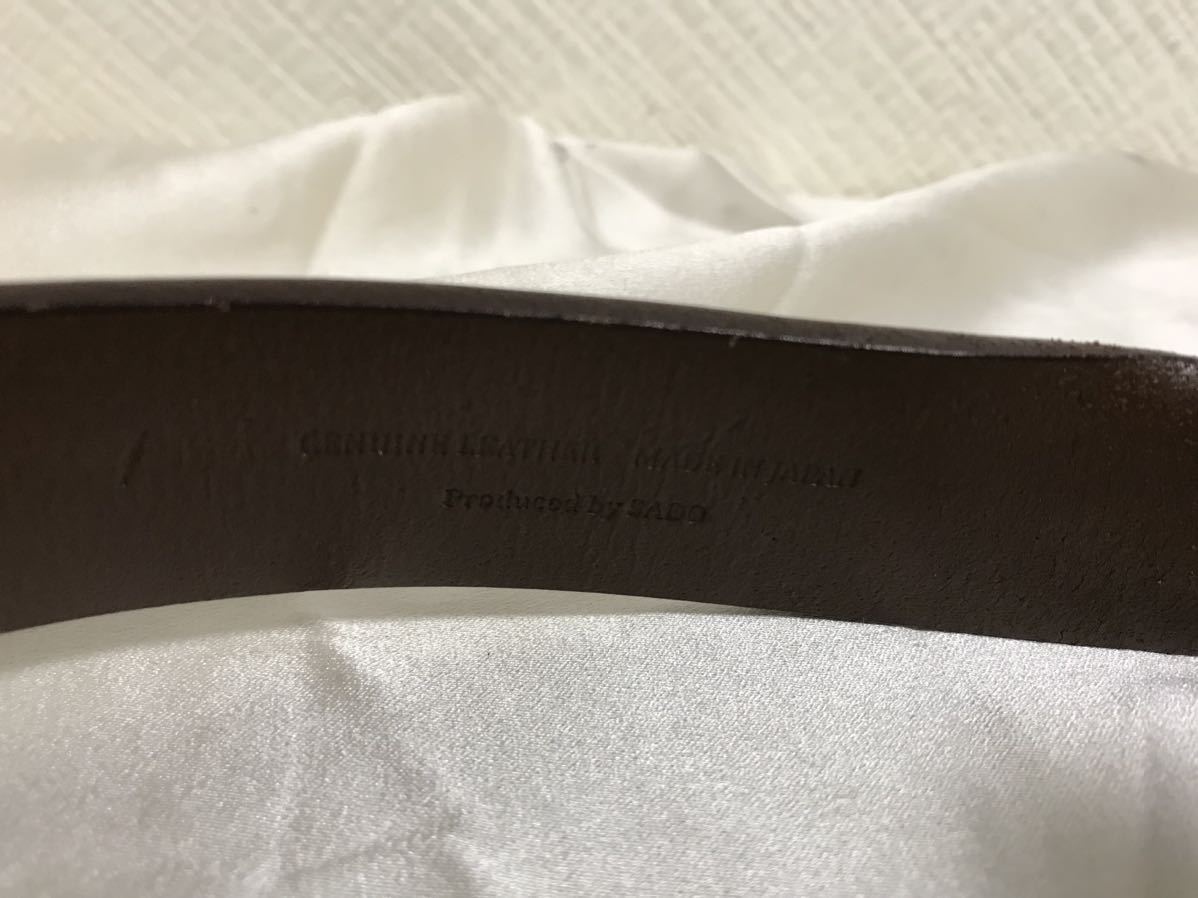 GENUINE LEATHER MADE IN JAPAN
Produced by SADO